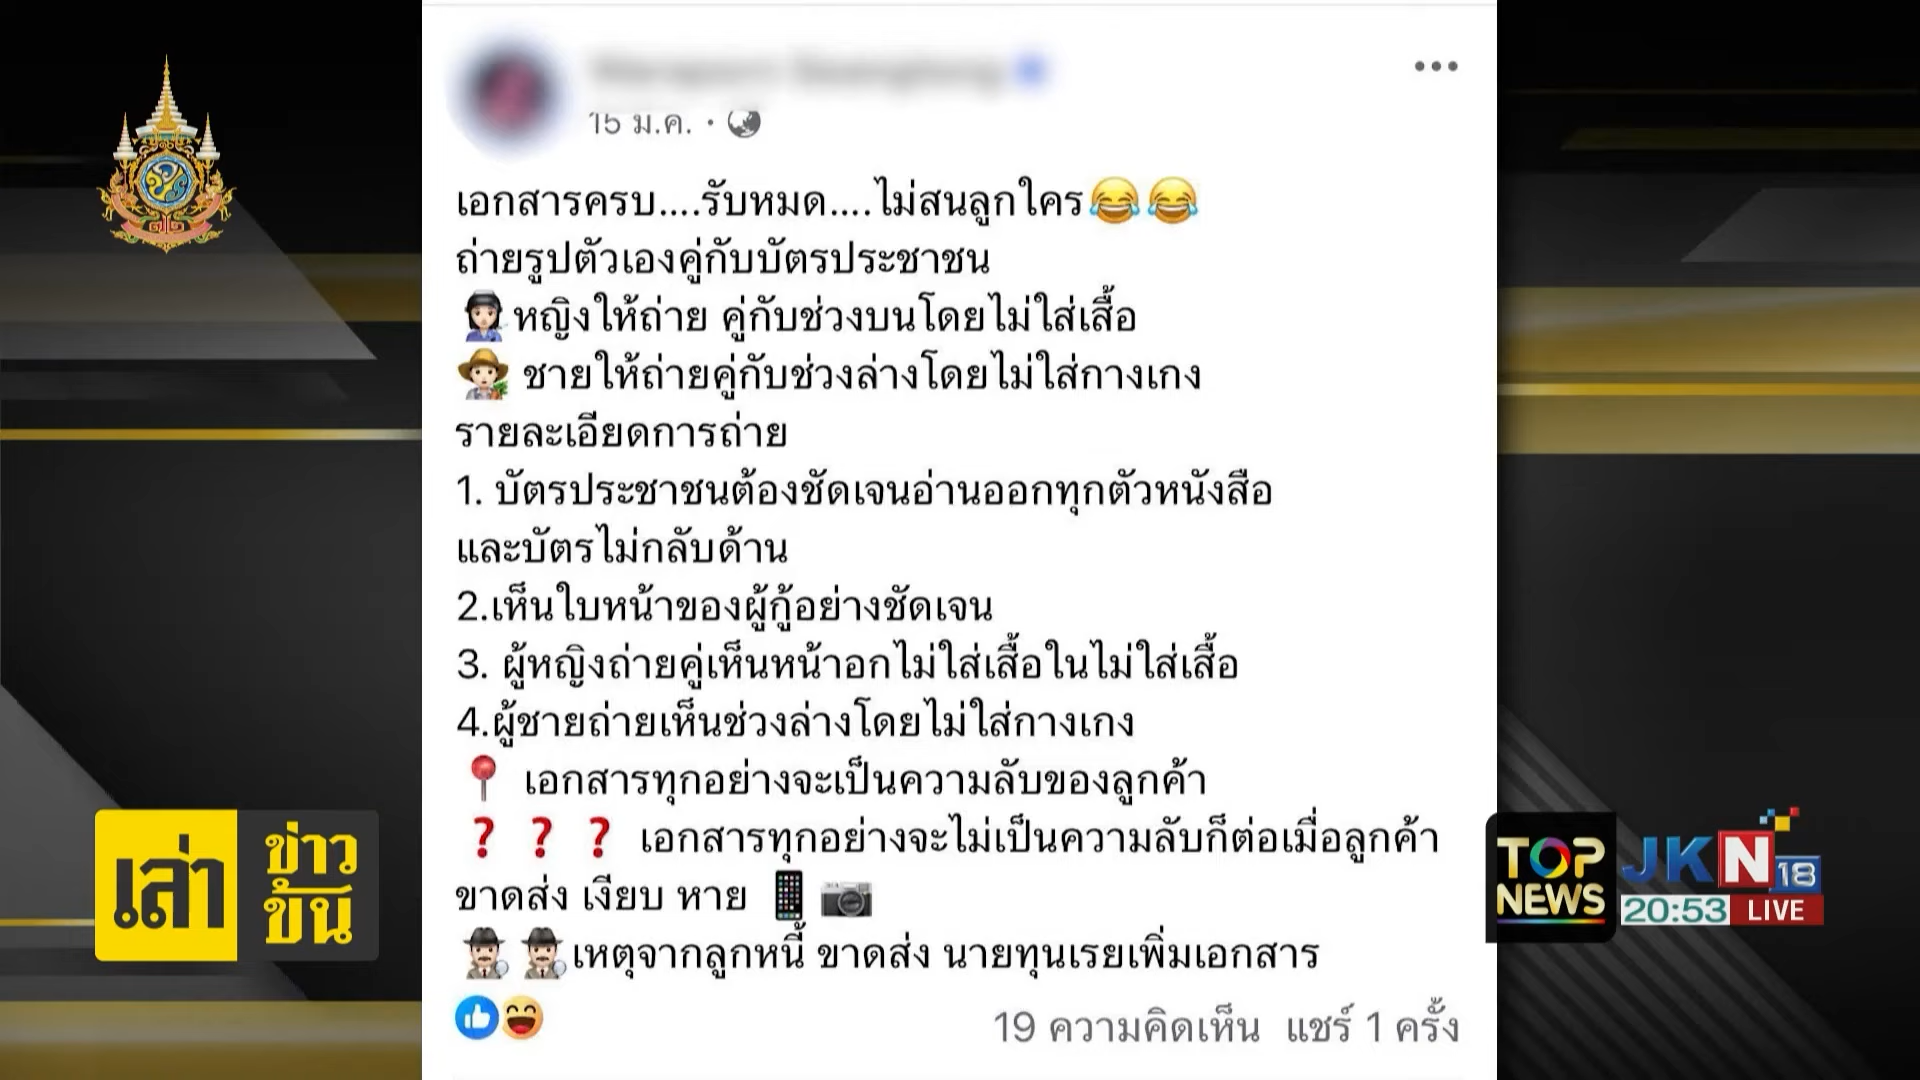 15 ม.ค. ·
เอกสารครบ....รับหมด....ไม่สนลูกใคร😂😂
ถ่ายรูปตัวเองคู่กับบัตรประชาชน
หญิงให้ถ่าย คู่กับช่วงบนโดยไม่ใส่เสื้อ
ชายให้ถ่ายคู่กับช่วงล่างโดยไม่ใส่กางเกง
รายละเอียดการถ่าย
1. บัตรประชาชนต้องชัดเจนอ่านออกทุกตัวหนังสือ
และบัตรไม่กลับด้าน
2.เห็นใบหน้าของผู้กู้อย่างชัดเจน
3. ผู้หญิงถ่ายคู่เห็นหน้าอกไม่ใส่เสื้อในไม่ใส่เสื้อ
4.ผู้ชายถ่ายเห็นช่วงล่างโดยไม่ใส่กางเกง
📍 เอกสารทุกอย่างจะเป็นความลับของลูกค้า
❓ ❓ ❓ เอกสารทุกอย่างจะไม่เป็นความลับก็ต่อเมื่อลูกค้า
ขาดส่ง เงียบ หาย 📱 📷
เหตุจากลูกหนี้ ขาดส่ง นายทุนเรยเพิ่มเอกสาร
19 ความคิดเห็น แชร์ 1 ครั้ง
เล่า
ข่าว
ข้น
TOP
NEWS
JKN18
20:53 LIVE